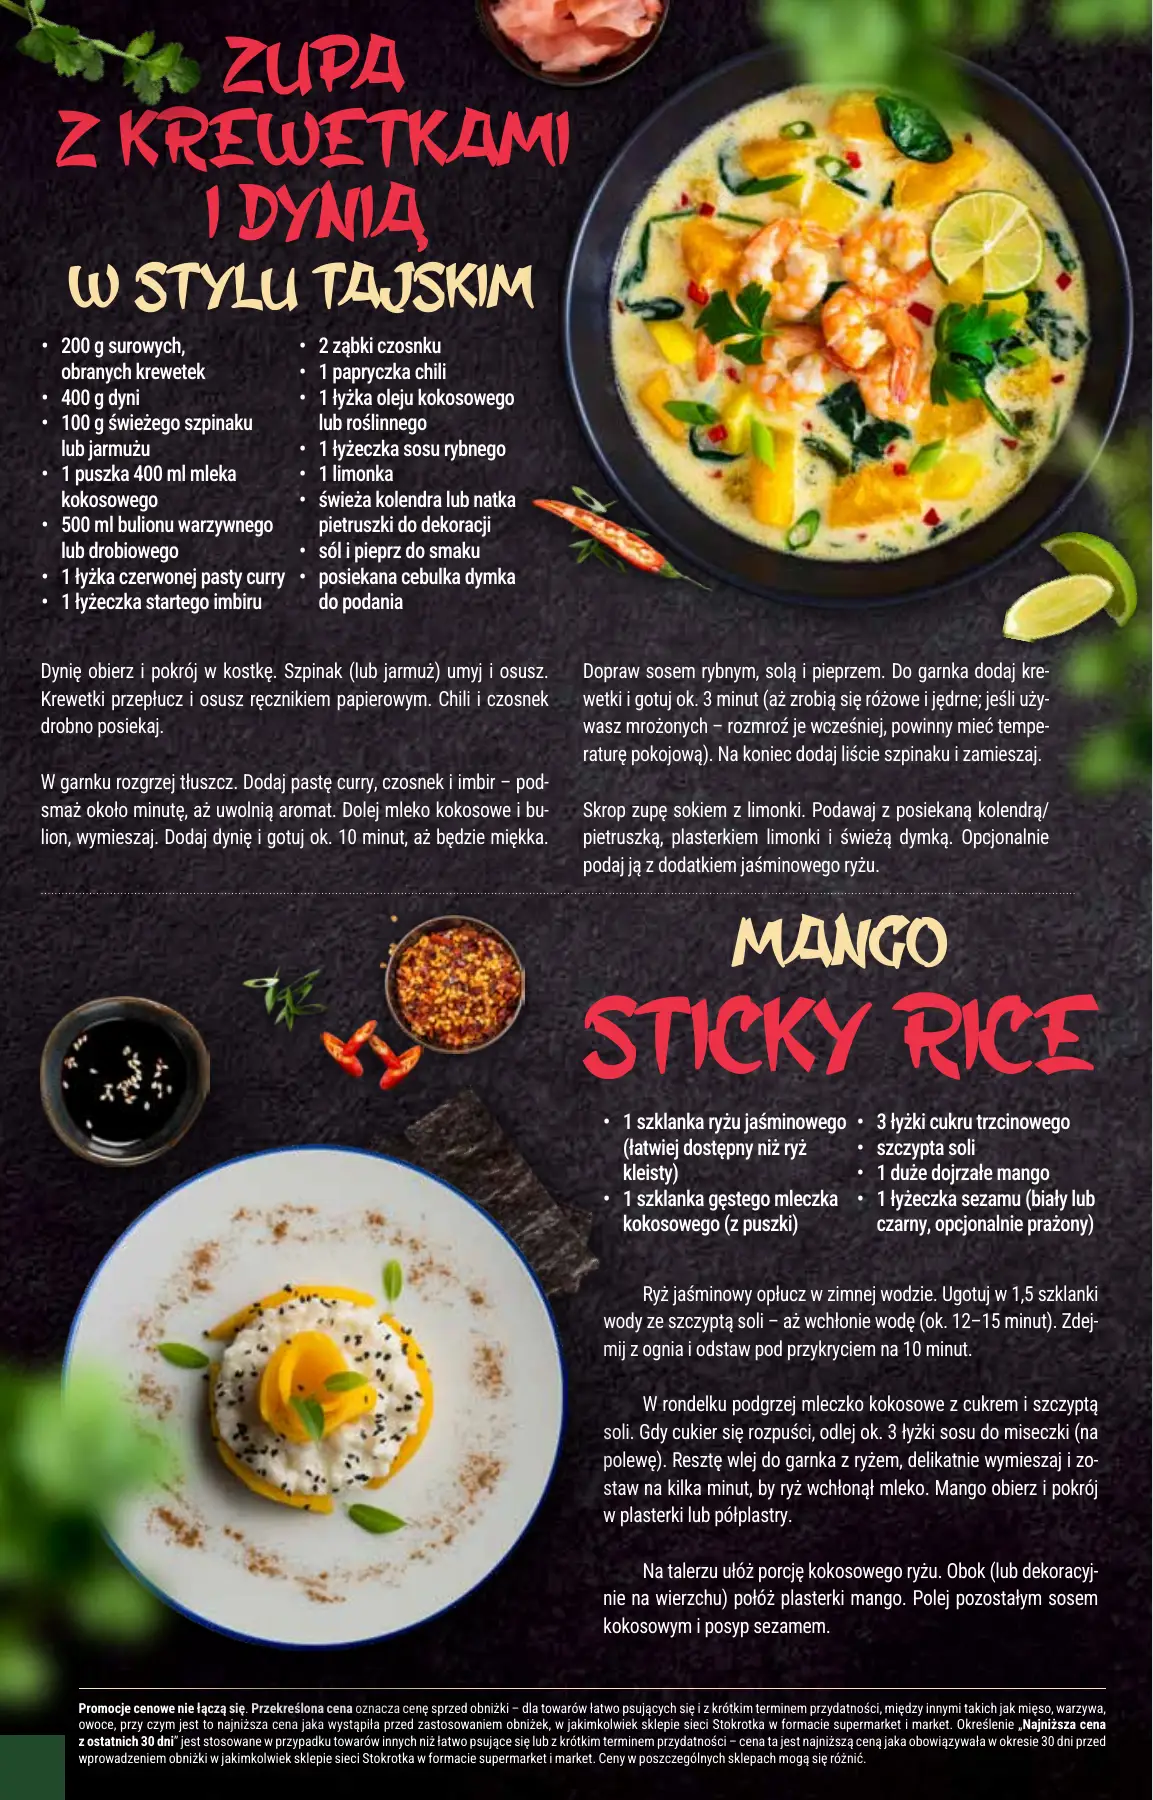 ZUPA
Z KREWETKAMI
I DYNIĄ
W STYLU TAJSKIM
• 200 g surowych,
obranych krewetek
• 400 g dyni
• 100 g świeżego szpinaku
lub jarmużu
• 1 puszka 400 ml mleka
kokosowego
• 500 ml bulionu warzywnego
lub drobiowego
• 1 łyżka czerwonej pasty curry
• 1 łyżeczka startego imbiru
• 2 ząbki czosnku
• 1 papryczka chili
• 1 łyżka oleju kokosowego
lub roślinnego
• 1 łyżeczka sosu rybnego
• 1 limonka
• świeża kolendra lub natka
pietruszki do dekoracji
• sól i pieprz do smaku
• posiekana cebulka dymka
do podania
Dynię obierz i pokrój w kostkę. Szpinak (lub jarmuż) umyj i osusz.
Krewetki przepłucz i osusz ręcznikiem papierowym. Chili i czosnek
drobno posiekaj.
W garnku rozgrzej tłuszcz. Dodaj pastę curry, czosnek i imbir – pod-
smaż około minutę, aż uwolnią aromat. Dolej mleko kokosowe i bu-
lion, wymieszaj. Dodaj dynię i gotuj ok. 10 minut, aż będzie miękka.
Dopraw sosem rybnym, solą i pieprzem. Do garnka dodaj kre-
wetki i gotuj ok. 3 minut (aż zrobią się różowe i jędrne; jeśli uży-
wasz mrożonych – rozmroź je wcześniej, powinny mieć tempe-
raturę pokojową). Na koniec dodaj liście szpinaku i zamieszaj.
Skrop zupę sokiem z limonki. Podawaj z posiekaną kolendrą/
pietruszką, plasterkiem limonki i świeżą dymką. Opcjonalnie
podaj ją z dodatkiem jaśminowego ryżu.
MANGO
STICKY RICE
• 1 szklanka ryżu jaśminowego
(łatwiej dostępny niż ryż
kleisty)
• 1 szklanka gęstego mleczka
kokosowego (z puszki)
• 3 łyżki cukru trzcinowego
• szczypta soli
• 1 duże dojrzałe mango
• 1 łyżeczka sezamu (biały lub
czarny, opcjonalnie prażony)
Ryż jaśminowy opłucz w zimnej wodzie. Ugotuj w 1,5 szklanki
wody ze szczyptą soli – aż wchłonie wodę (ok. 12–15 minut). Zdej-
mij z ognia i odstaw pod przykryciem na 10 minut.
W rondelku podgrzej mleczko kokosowe z cukrem i szczyptą
soli. Gdy cukier się rozpuści, odlej ok. 3 łyżki sosu do miseczki (na
polewę). Resztę wlej do garnka z ryżem, delikatnie wymieszaj i zo-
staw na kilka minut, by ryż wchłonął mleko. Mango obierz i pokrój
w plasterki lub półplastry.
Na talerzu ułóż porcję kokosowego ryżu. Obok (lub dekoracyj-
nie na wierzchu) połóż plasterki mango. Polej pozostałym sosem
kokosowym i posyp sezamem.
Promocje cenowe nie łączą się. Przekreślona cena oznacza cenę sprzed obniżki – dla towarów łatwo psujących się i z krótkim terminem przydatności, między innymi takich jak mięso, warzywa,
owoce, przy czym jest to najniższa cena jaka wystąpiła przed zastosowaniem obniżek, w jakimkolwiek sklepie sieci Stokrotka w formacie supermarket i market. Określenie „Najniższa cena
z ostatnich 30 dni” jest stosowane w przypadku towarów innych niż łatwo psujące się lub z krótkim terminem przydatności – cena ta jest najniższą ceną jaka obowiązywała w okresie 30 dni przed
wprowadzeniem obniżki w jakimkolwiek sklepie sieci Stokrotka w formacie supermarket i market. Ceny w poszczególnych sklepach mogą się różnić.